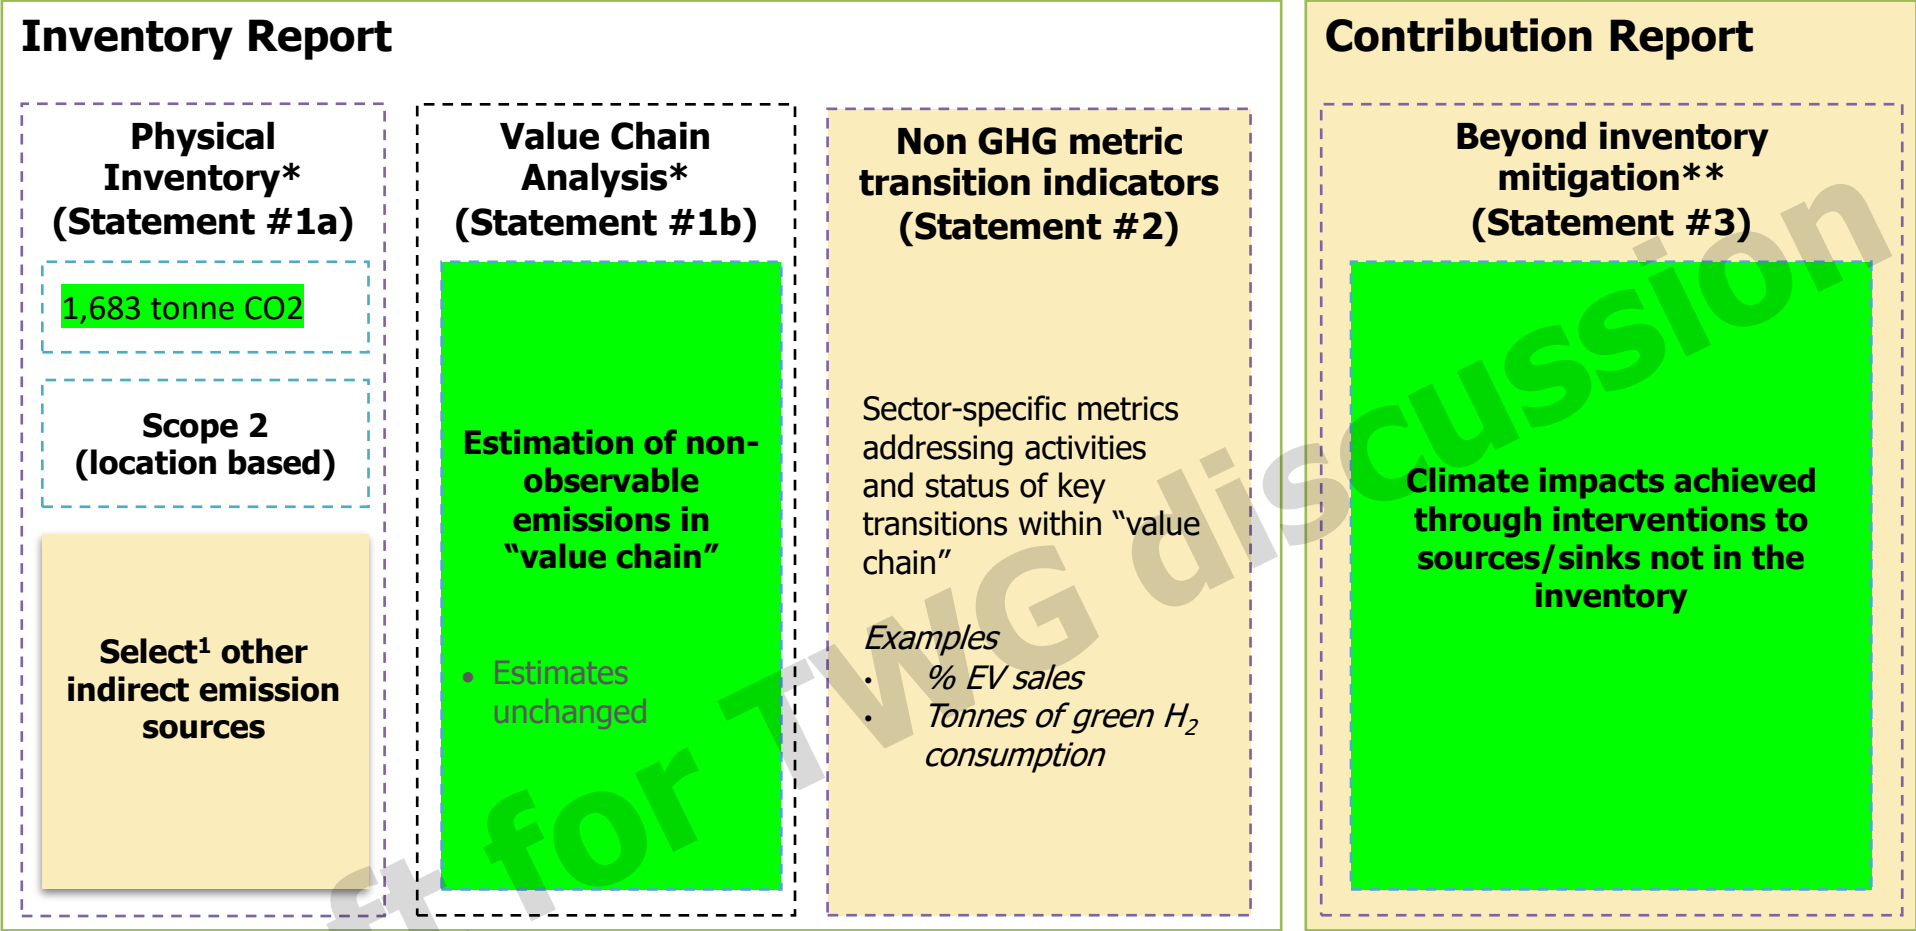 Inventory Report
Physical
Inventory*
(Statement #1a)
1,683 tonne CO2
Scope 2
(location based)
Select¹ other
indirect emission
sources
Value Chain
Analysis*
(Statement #1b)
Estimation of non-
observable
emissions in
“value chain”
• Estimates
unchanged
Non GHG metric
transition indicators
(Statement #2)
Sector-specific metrics
addressing activities
and status of key
transitions within “value
chain”
Examples
• % EV sales
• Tonnes of green H₂
consumption
Contribution Report
Beyond inventory
mitigation**
(Statement #3)
Climate impacts achieved
through interventions to
sources/sinks not in the
inventory
ft for TWG discussion